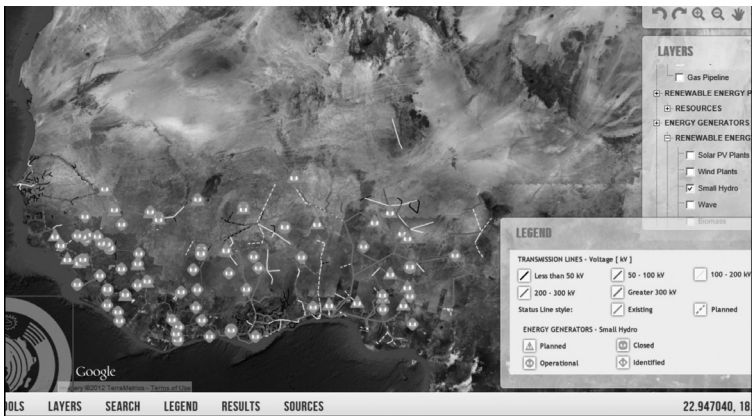 LAYERS
Gas Pipeline
RENEWABLE ENERGY P
RESOURCES
ENERGY GENERATORS
RENEWABLE ENERG
Solar PV Plants
Wind Plants
Small Hydro
Wave
Biomass
LEGEND
TRANSMISSION LINES - Voltage [ kV ]
Less than 50 kV 50 - 100 kV 100 - 200 kV
200 - 300 kV Greater 300 kV
Status Line style: Existing Planned
ENERGY GENERATORS - Small Hydro
Planned Closed
Operational Identified
Google
Imagery ©2012 TerraMetrics - Terms of Use
OLS LAYERS SEARCH LEGEND RESULTS SOURCES 22.947040, 18